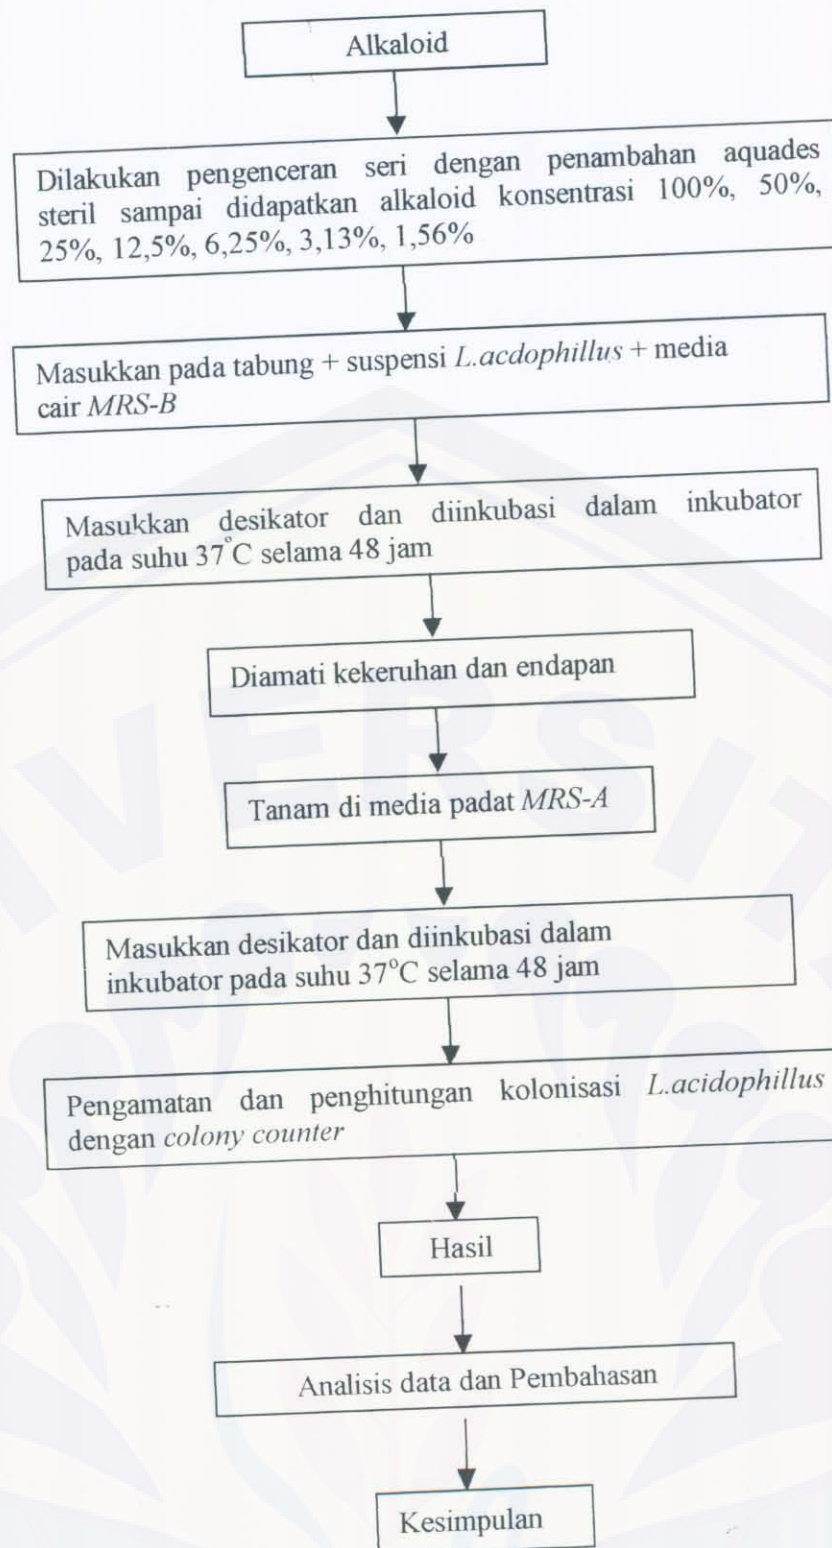 Alkaloid
Dilakukan pengenceran seri dengan penambahan aquades
steril sampai didapatkan alkaloid konsentrasi 100%, 50%,
25%, 12,5%, 6,25%, 3,13%, 1,56%
Masukkan pada tabung + suspensi L.acdophillus + media
cair MRS-B
Masukkan desikator dan diinkubasi dalam inkubator
pada suhu 37°C selama 48 jam
Diamati kekeruhan dan endapan
Tanam di media padat MRS-A
Masukkan desikator dan diinkubasi dalam
inkubator pada suhu 37°C selama 48 jam
Pengamatan dan penghitungan kolonisasi L.acidophillus
dengan colony counter
Hasil
Analisis data dan Pembahasan
Kesimpulan
VERSIT